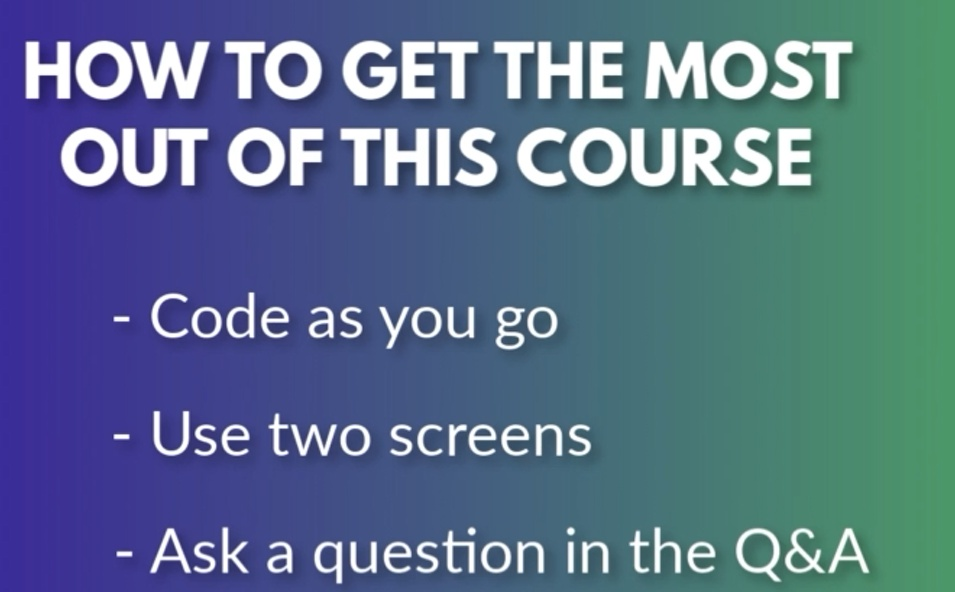 HOW TO GET THE MOST
OUT OF THIS COURSE
- Code as you go
- Use two screens
- Ask a question in the Q&A